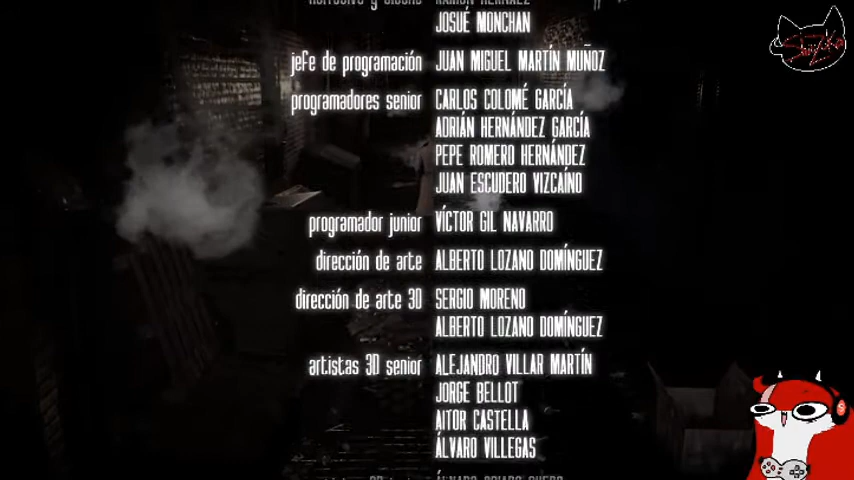 JOSUÉ MONCHAN
jefe de programación JUAN MIGUEL MARTÍN MUÑOZ
programadores senior CARLOS COLOMÉ GARCÍA
ADRIÁN HERNÁNDEZ GARCÍA
PEPE ROMERO HERNÁNDEZ
JUAN ESCUDERO VIZCAÍNO
programador junior VÍCTOR GIL NAVARRO
dirección de arte ALBERTO LOZANO DOMÍNGUEZ
dirección de arte 3D SERGIO MORENO
ALBERTO LOZANO DOMÍNGUEZ
artistas 3D senior ALEJANDRO VILLAR MARTÍN
JORGE BELLOT
AITOR CASTELLA
ÁLVARO VILLEGAS